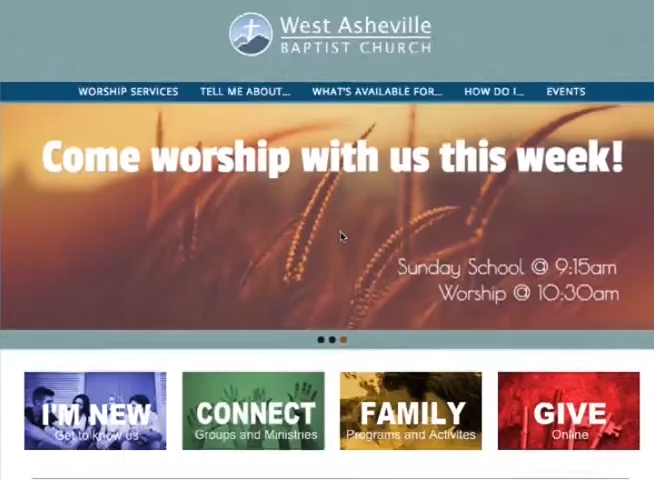 West Asheville
BAPTIST CHURCH
WORSHIP SERVICES TELL ME ABOUT... WHAT'S AVAILABLE FOR... HOW DO I... EVENTS
Come worship with us this week!
Sunday School @ 9:15am
Worship @ 10:30am
I'M NEW CONNECT FAMILY GIVE
Get to know us Groups and Ministries Programs and Activites Online